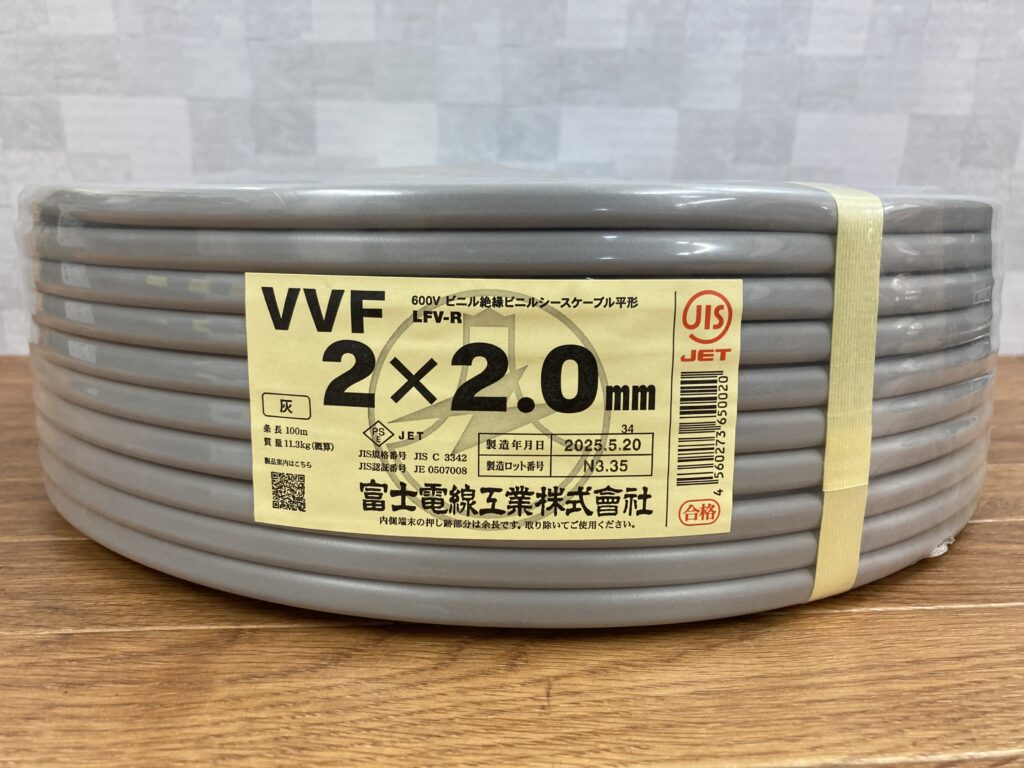 VVF 600V ビニル絶縁ビニルシースケーブル平形
LFV-R
2×2.0mm
灰
条長 100m
質量 11.3kg(概算)
製品案内はこちら
PS
E
JET
JIS規格番号 JIS C 3342
JIS認証番号 JE 0507008
34
製造年月日 2025.5.20
製造ロット番号 N3.35
富士電線工業株式會社
内側端末の押し跡部分は余長です。取り除いてご使用ください。
JIS
JET
4 560273 650020
合格